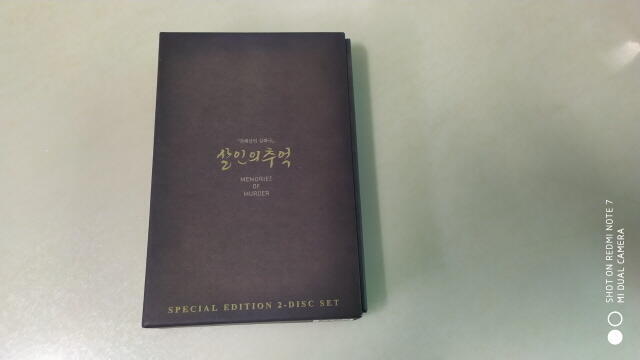 살인의 추억
MEMORIES
OF
MURDER
SPECIAL EDITION 2-DISC SET
SHOT ON REDMI NOTE 7
MI DUAL CAMERA